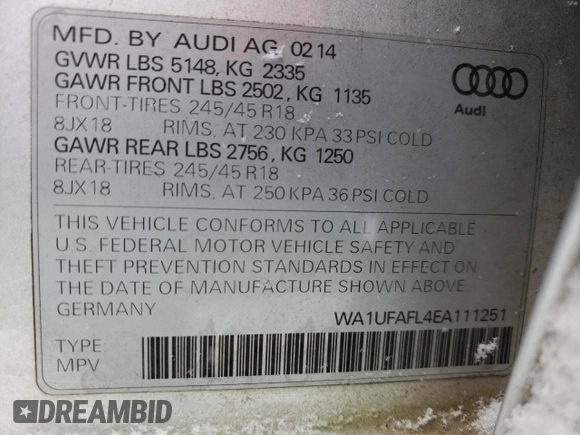 MFD. BY AUDI AG 02 14
GVWR LBS 5148, KG 2335
GAWR FRONT LBS 2502, KG 1135
FRONT-TIRES 245/45 R18
8JX18 RIMS, AT 230 KPA 33 PSI COLD
GAWR REAR LBS 2756, KG 1250
REAR-TIRES 245/45 R18
8JX18 RIMS, AT 250 KPA 36 PSI COLD
Audi
THIS VEHICLE CONFORMS TO ALL APPLICABLE
U.S. FEDERAL MOTOR VEHICLE SAFETY AND
THEFT PREVENTION STANDARDS IN EFFECT ON
THE DATE OF MANUFACTURE SHOWN ABOVE
GERMANY WA1UFAFL4EA111251
TYPE:
MPV
DREAMBID